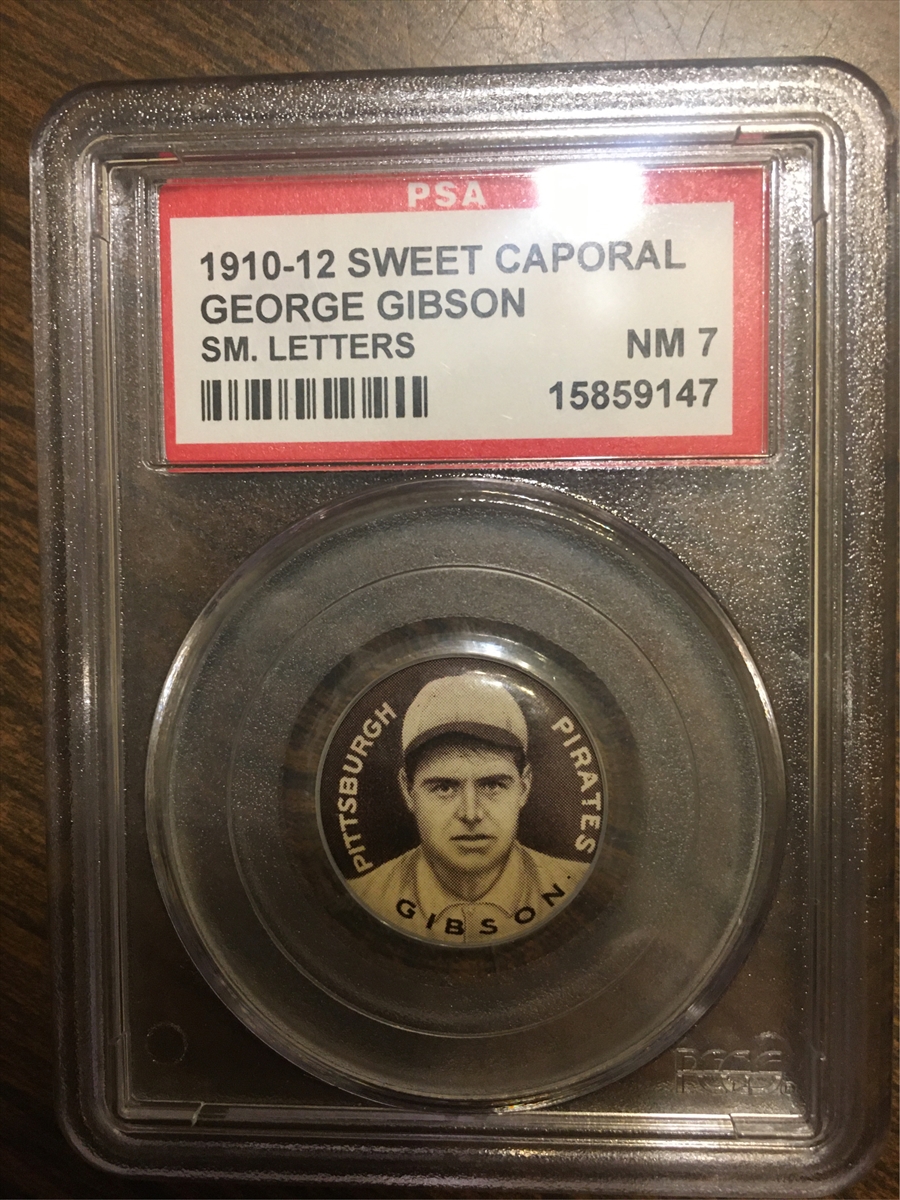 PSA
1910-12 SWEET CAPORAL
GEORGE GIBSON
SM. LETTERS NM 7
15859147
PITTSBURGH PIRATES
GIBSON.